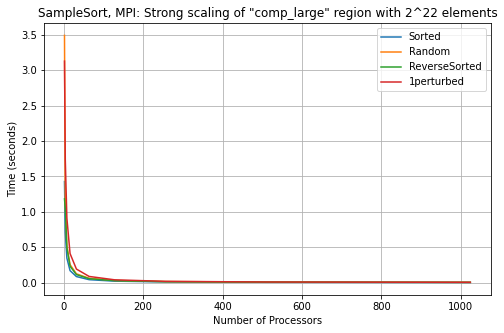 SampleSort, MPI: Strong scaling of "comp_large" region with 2^22 elements
Sorted
Random
ReverseSorted
1perturbed
3.5
3.0
2.5
2.0
1.5
1.0
0.5
0.0
Time (seconds)
0
200
400
600
800
1000
Number of Processors